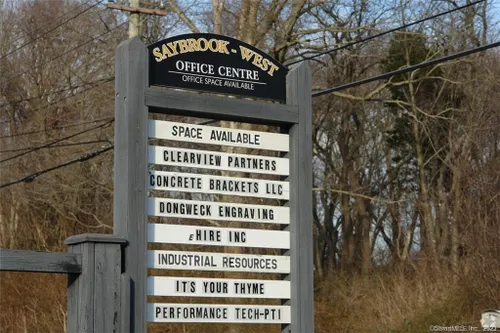 SAYBROOK - WEST
OFFICE CENTRE
OFFICE SPACE AVAILABLE
SPACE AVAILABLE
CLEARVIEW PARTNERS
CONCRETE BRACKETS LLC
DONGWECK ENGRAVING
eHIRE INC
INDUSTRIAL RESOURCES
IT'S YOUR THYME
PERFORMANCE TECH-PTI